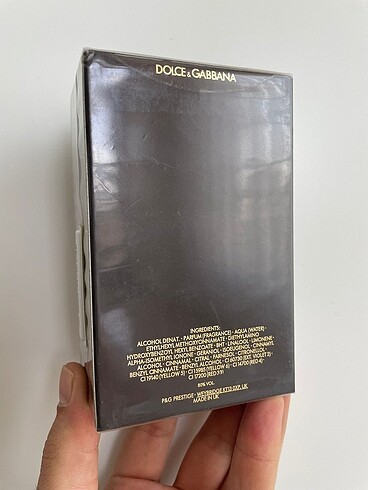 DOLCE & GABBANA
INGREDIENTS:
ALCOHOL DENAT. • PARFUM (FRAGRANCE) • AQUA (WATER) •
ETHYLHEXYL METHOXYCINNAMATE • DIETHYLAMINO
HYDROXYBENZOYL HEXYL BENZOATE • BHT • LINALOOL • LIMONENE •
ALPHA-ISOMETHYL IONONE • GERANIOL • ISOEUGENOL • CINNAMYL
ALCOHOL • CINNAMAL • CITRAL • FARNESOL • CITRONELLOL •
BENZYL CINNAMATE • BENZYL ALCOHOL • CI 60730 (EXT. VIOLET 2) •
CI 19140 (YELLOW 5) • CI 15985 (YELLOW 6) • CI 14700 (RED 4) •
CI 17200 (RED 33)
80% VOL.
P&G PRESTIGE • WEYBRIDGE KT13 0XP, UK
MADE IN UK